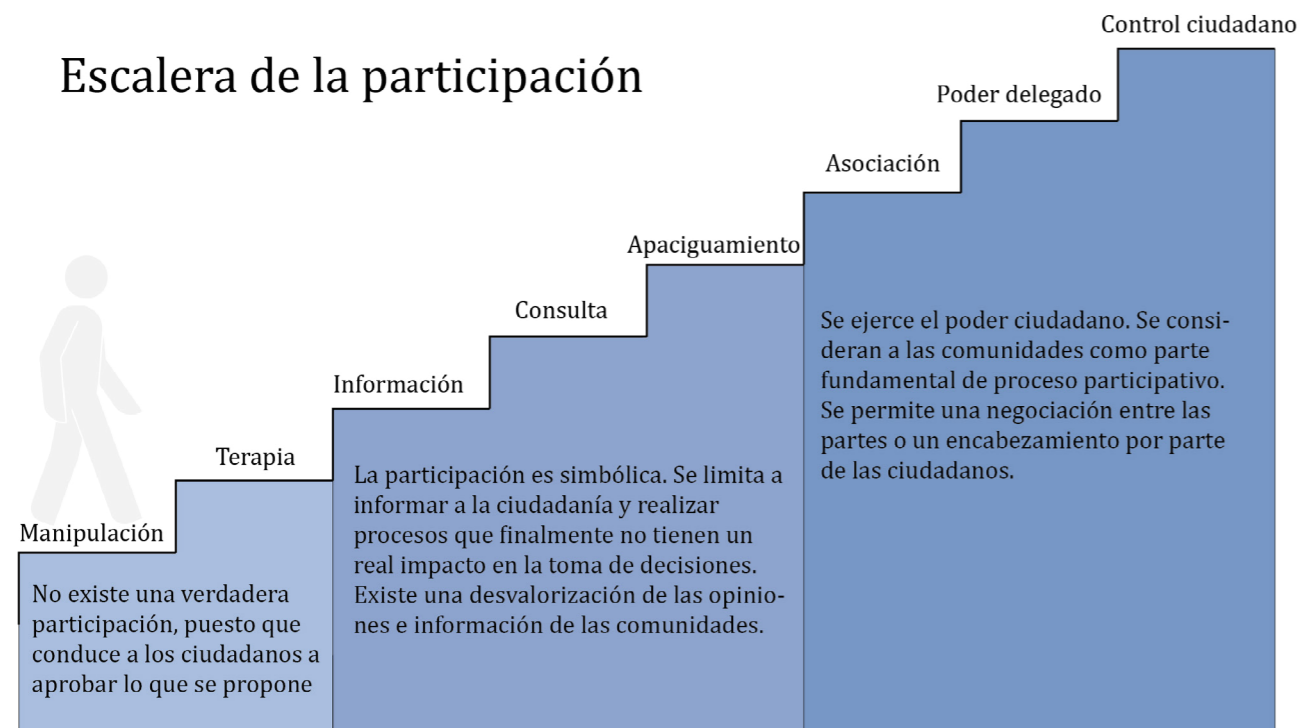 Escalera de la participación
Control ciudadano
Poder delegado
Asociación
Apaciguamiento
Consulta
Información
Terapia
Manipulación
No existe una verdadera
participación, puesto que
conduce a los ciudadanos a
aprobar lo que se propone
La participación es simbólica. Se limita a
informar a la ciudadanía y realizar
procesos que finalmente no tienen un
real impacto en la toma de decisiones.
Existe una desvalorización de las opinio-
nes e información de las comunidades.
Se ejerce el poder ciudadano. Se consi-
deran a las comunidades como parte
fundamental de proceso participativo.
Se permite una negociación entre las
partes o un encabezamiento por parte
de las ciudadanos.